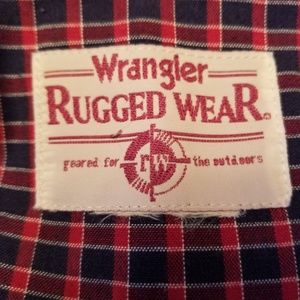 Wrangler
RUGGED WEAR®
geared for RW the outdoors